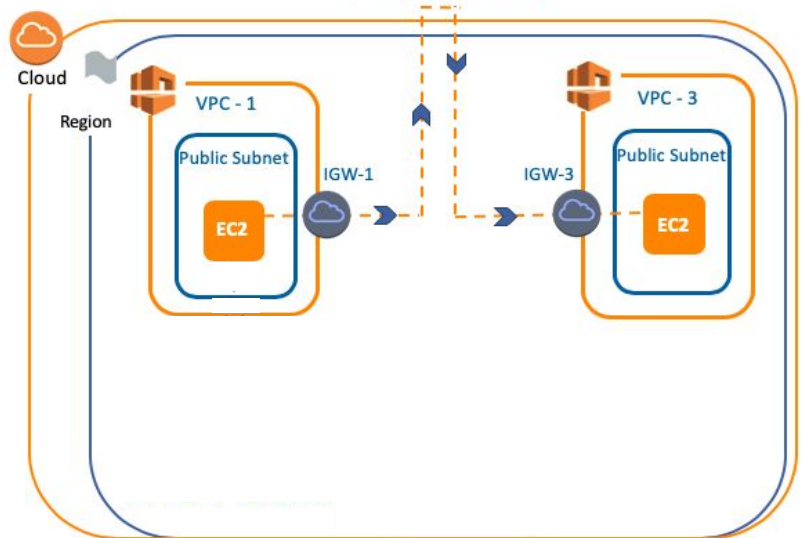 Cloud
Region
VPC - 1
Public Subnet
EC2
IGW-1
IGW-3
VPC - 3
Public Subnet
EC2